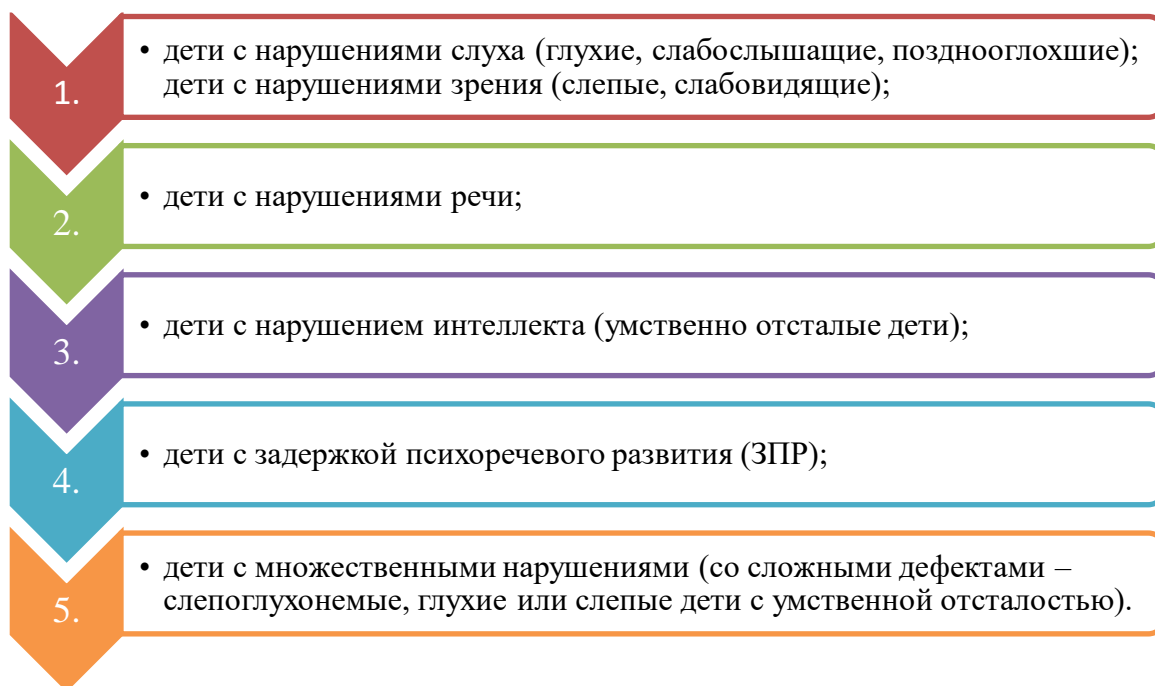 1.
• дети с нарушениями слуха (глухие, слабослышащие, позднооглохшие);
дети с нарушениями зрения (слепые, слабовидящие);
2.
• дети с нарушениями речи;
3.
• дети с нарушением интеллекта (умственно отсталые дети);
4.
• дети с задержкой психоречевого развития (ЗПР);
5.
• дети с множественными нарушениями (со сложными дефектами –
слепоглухонемые, глухие или слепые дети с умственной отсталостью).